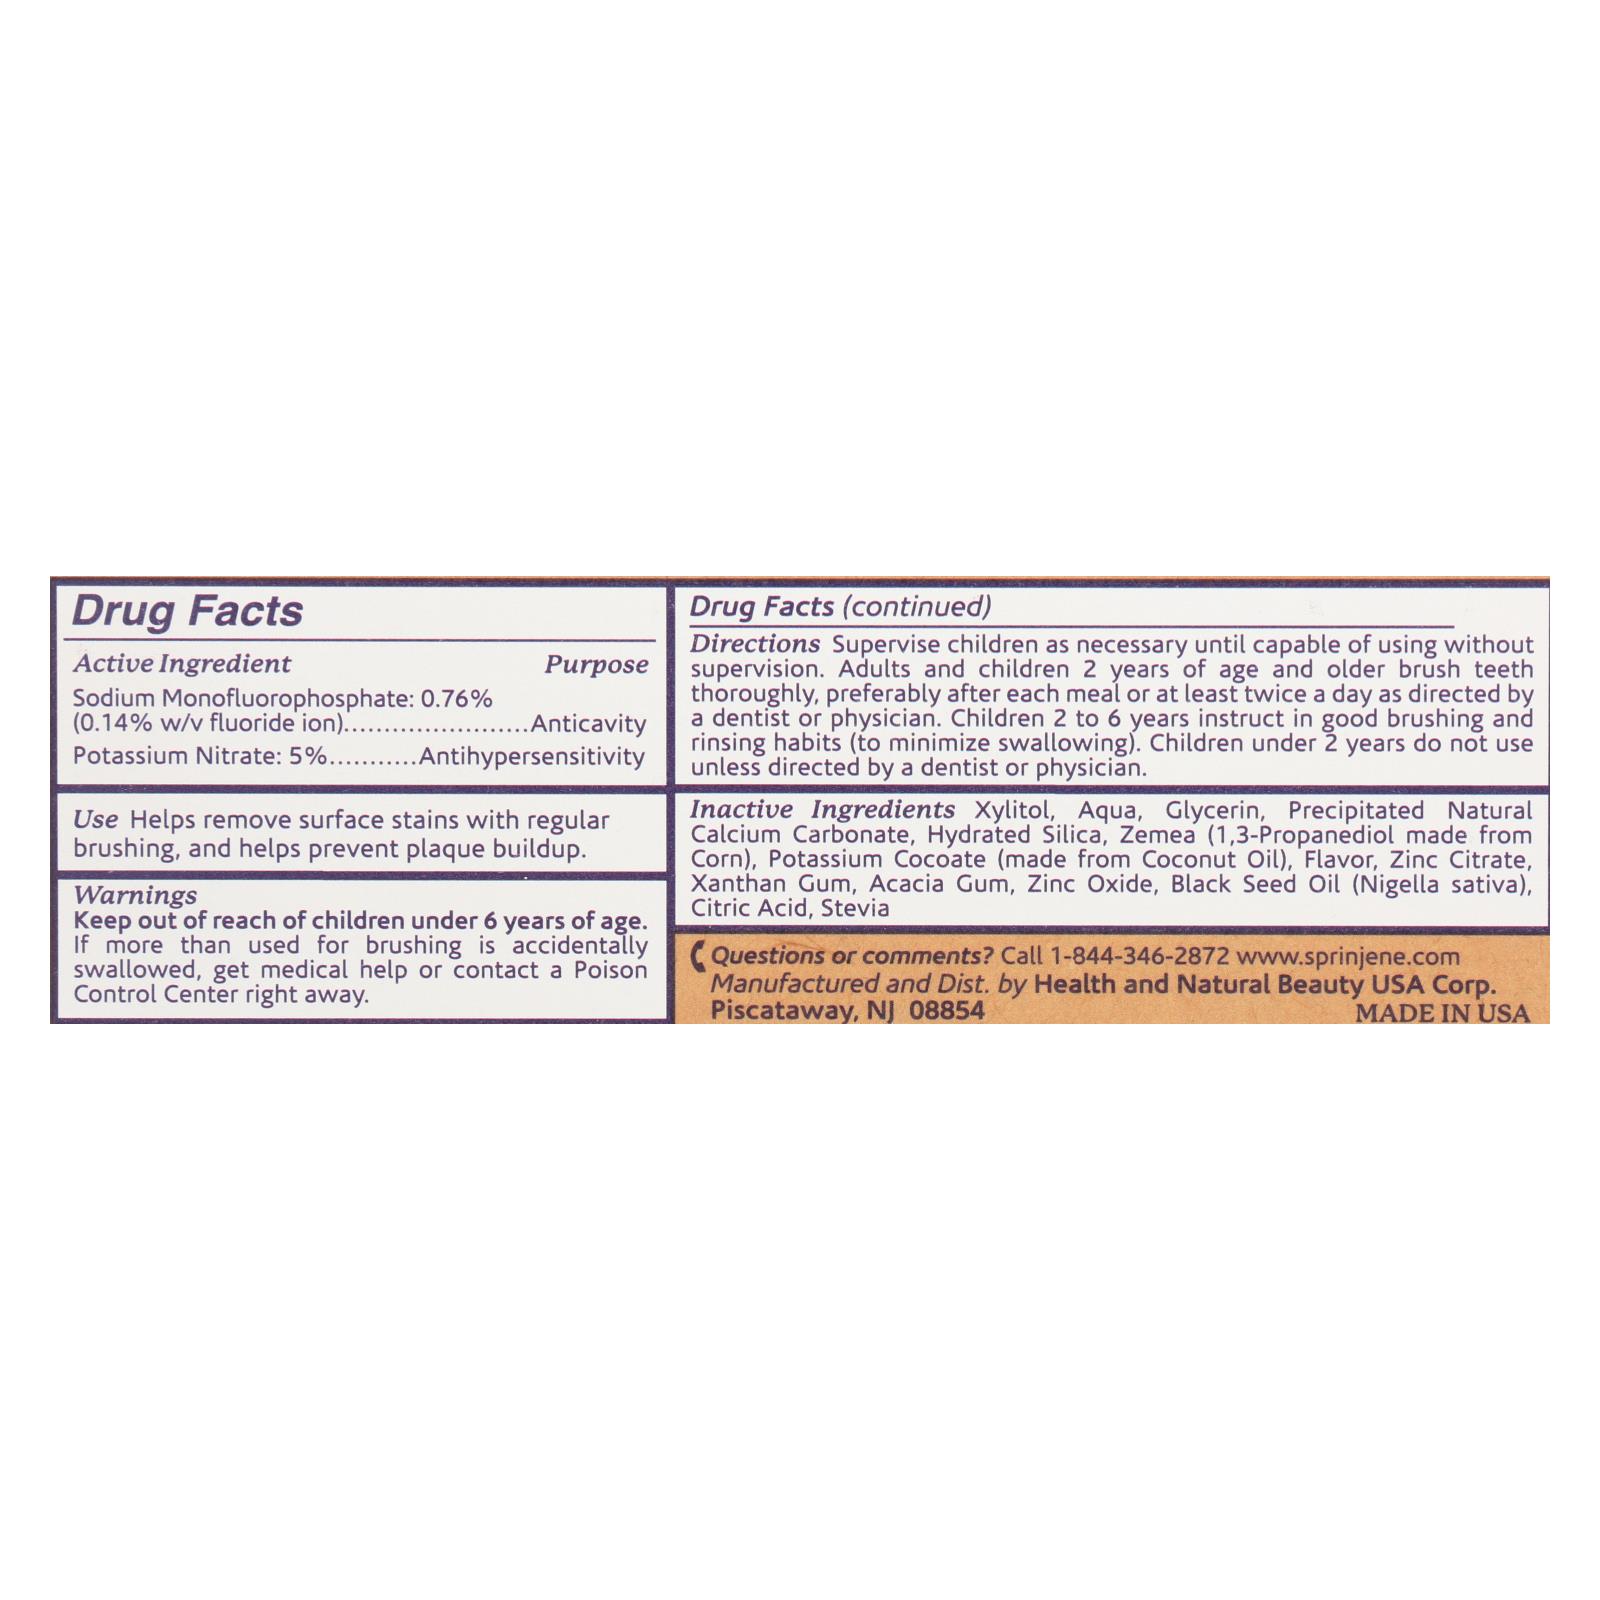 Drug Facts
Active Ingredient Purpose
Sodium Monofluorophosphate: 0.76%
(0.14% w/v fluoride ion).......................Anticavity
Potassium Nitrate: 5%...........Antihypersensitivity
Use Helps remove surface stains with regular
brushing, and helps prevent plaque buildup.
Warnings
Keep out of reach of children under 6 years of age.
If more than used for brushing is accidentally
swallowed, get medical help or contact a Poison
Control Center right away.
Drug Facts (continued)
Directions Supervise children as necessary until capable of using without
supervision. Adults and children 2 years of age and older brush teeth
thoroughly, preferably after each meal or at least twice a day as directed by
a dentist or physician. Children 2 to 6 years instruct in good brushing and
rinsing habits (to minimize swallowing). Children under 2 years do not use
unless directed by a dentist or physician.
Inactive Ingredients Xylitol, Aqua, Glycerin, Precipitated Natural
Calcium Carbonate, Hydrated Silica, Zemea (1,3-Propanediol made from
Corn), Potassium Cocoate (made from Coconut Oil), Flavor, Zinc Citrate,
Xanthan Gum, Acacia Gum, Zinc Oxide, Black Seed Oil (Nigella sativa),
Citric Acid, Stevia
Questions or comments? Call 1-844-346-2872 www.sprinjene.com
Manufactured and Dist. by Health and Natural Beauty USA Corp.
Piscataway, NJ 08854 MADE IN USA